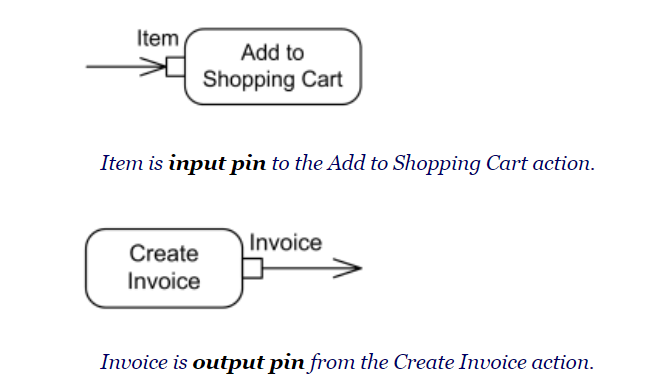 Item
Add to
Shopping Cart
Item is input pin to the Add to Shopping Cart action.
Invoice
Create
Invoice
Invoice is output pin from the Create Invoice action.